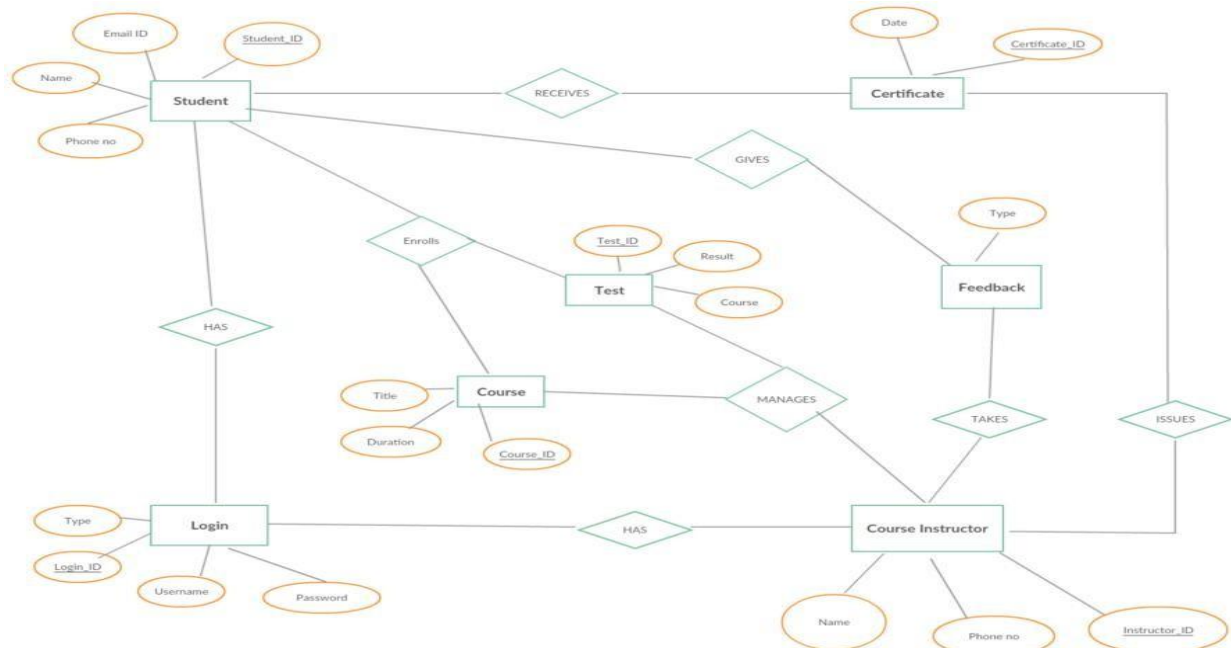 Date
Email ID
Student_ID
Certificate_ID
Name
Student
RECEIVES
Certificate
Phone no
GIVES
Type
Enrolls
Test_ID
Result
Test
Feedback
Course
HAS
Title
Course
MANAGES
TAKES
ISSUES
Duration
Course_ID
Type
Login
HAS
Course Instructor
Login_ID
Username
Password
Name
Phone no
Instructor_ID